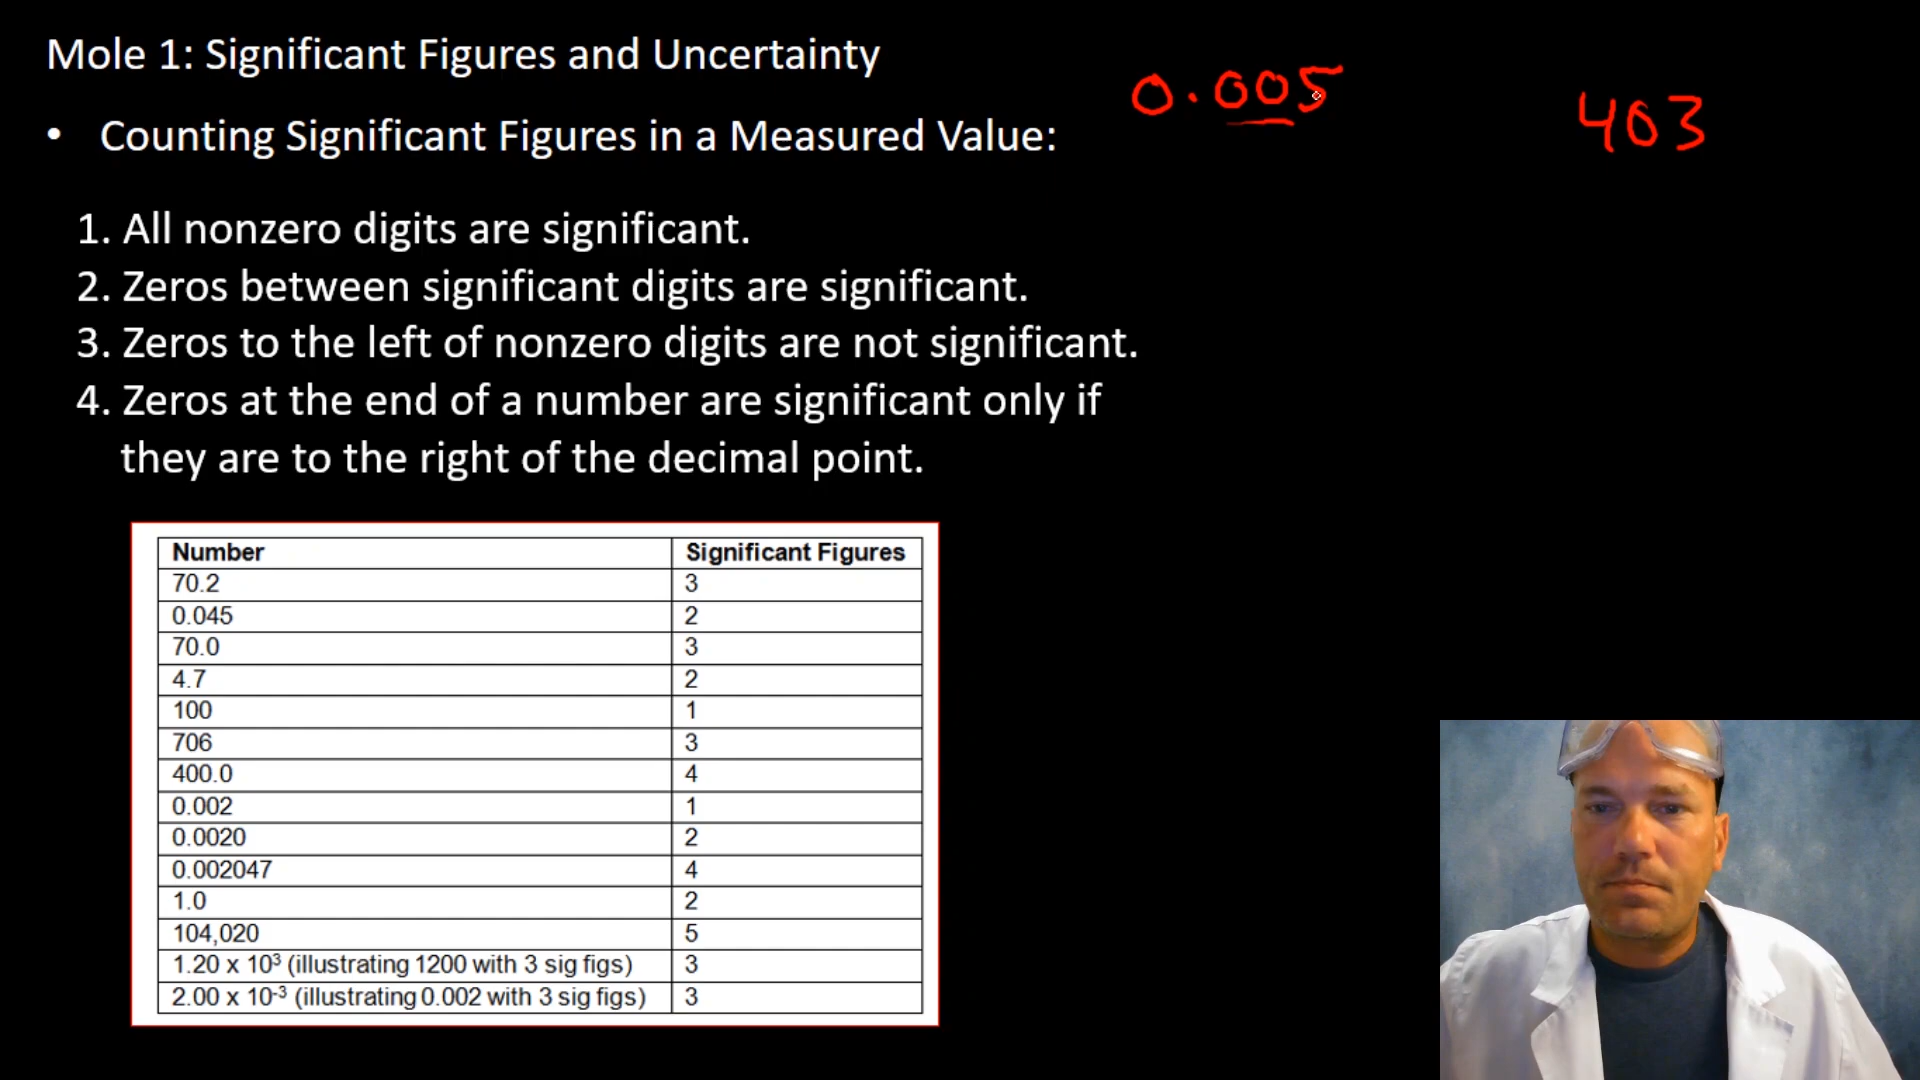 Mole 1: Significant Figures and Uncertainty
0.005
403
• Counting Significant Figures in a Measured Value:
1. All nonzero digits are significant.
2. Zeros between significant digits are significant.
3. Zeros to the left of nonzero digits are not significant.
4. Zeros at the end of a number are significant only if
they are to the right of the decimal point.
Number Significant Figures
70.2 3
0.045 2
70.0 3
4.7 2
100 1
706 3
400.0 4
0.002 1
0.0020 2
0.002047 4
1.0 2
104,020 5
1.20 x 10³ (illustrating 1200 with 3 sig figs) 3
2.00 x 10⁻³ (illustrating 0.002 with 3 sig figs) 3